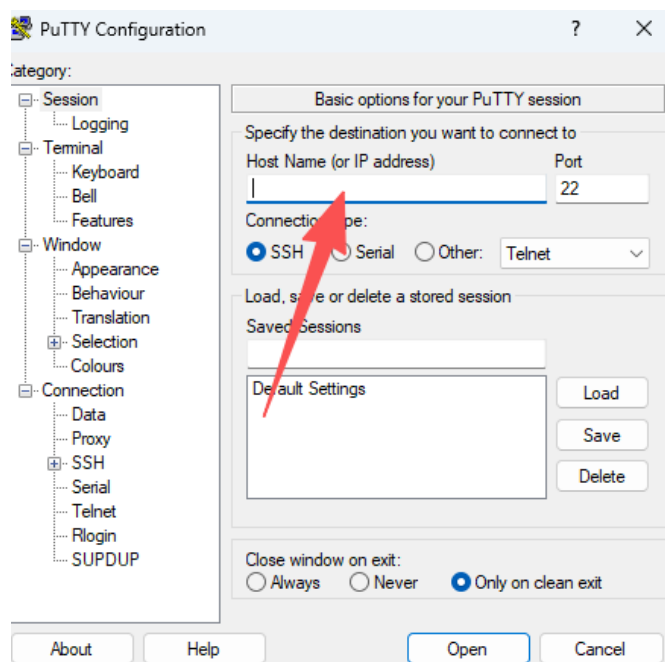 PuTTY Configuration ? ×
Category:
Session
Logging
Terminal
Keyboard
Bell
Features
Window
Appearance
Behaviour
Translation
Selection
Colours
Connection
Data
Proxy
SSH
Serial
Telnet
Rlogin
SUPDUP
Basic options for your PuTTY session
Specify the destination you want to connect to
Host Name (or IP address) Port
22
Connection type:
SSH Serial Other: Telnet
Load, save or delete a stored session
Saved Sessions
Default Settings
Load
Save
Delete
Close window on exit:
Always Never Only on clean exit
About Help Open Cancel